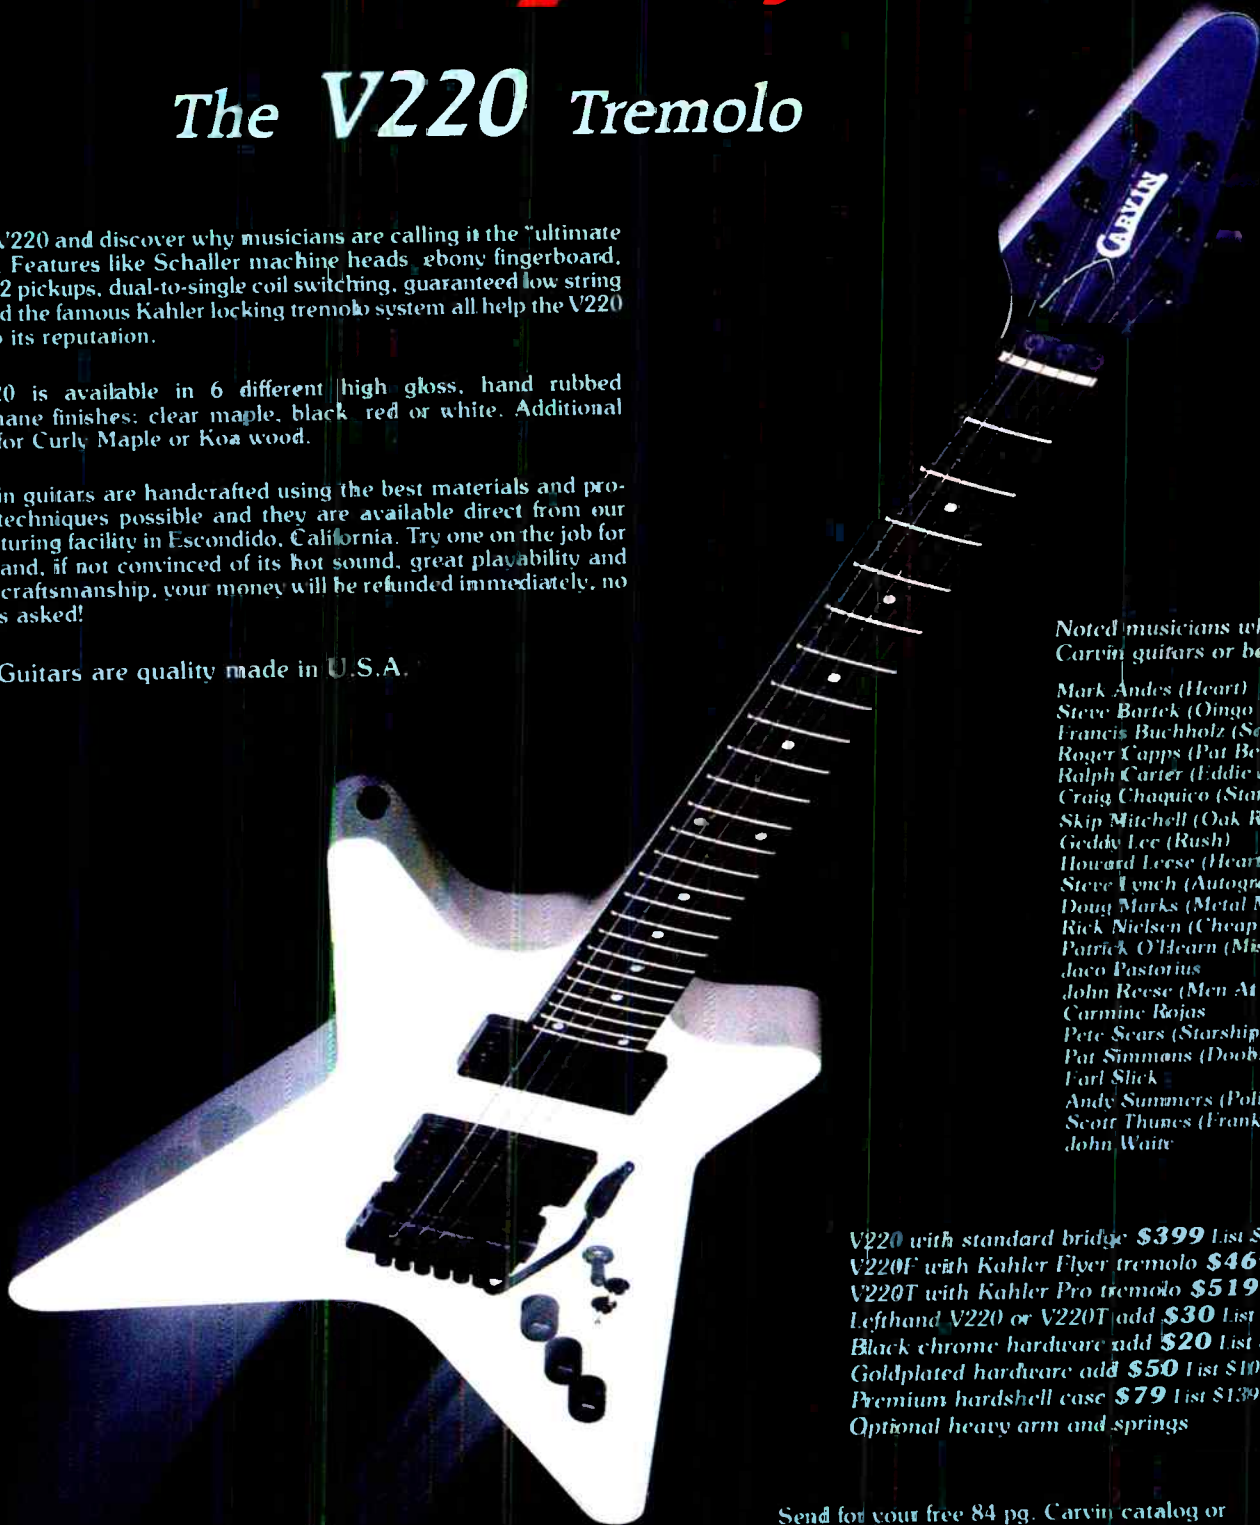 The V220 Tremolo
V220 and discover why musicians are calling it the "ultimate
Features like Schaller machine heads, ebony fingerboard,
2 pickups, dual-to-single coil switching, guaranteed low string
the famous Kahler locking tremolo system all help the V220
its reputation.
is available in 6 different high gloss, hand rubbed
finishes: clear maple, black red or white. Additional
for Curly Maple or Koa wood.
guitars are handcrafted using the best materials and pro-
techniques possible and they are available direct from our
facility in Escondido, California. Try one on the job for
and, if not convinced of its hot sound, great playability and
craftsmanship, your money will be refunded immediately, no
asked!
Guitars are quality made in U.S.A.
CARVIN
Noted musicians
Carvin guitars or
Mark Andes (Heart)
Steve Bartek (Oingo
Francis Buchholz
Roger Capps (Pat
Ralph Carter (Eddie
Craig Chaquico
Skip Mitchell (Oak
Geddy Lee (Rush)
Howard Leese (Heart
Steve Lynch
Doug Marks (Metal
Rick Nielsen (Cheap
Patrick O'Hearn
Jaco Pastorius
John Reese (Men At
Carmine Rojas
Pete Sears (Starship
Pat Simmons
Earl Slick
Andy Summers
Scott Thunes
John Waite
V220 with standard bridge $399 List
V220F with Kahler Flyer tremolo
V220T with Kahler Pro tremolo $519
Lefthand V220 or V220T add $30 List
Black chrome hardware add $20 List
Goldplated hardware add $50 List
Premium hardshell case $79 List $139
Optional heavy arm and springs
Send for your free 84 pg. Carvin catalog or